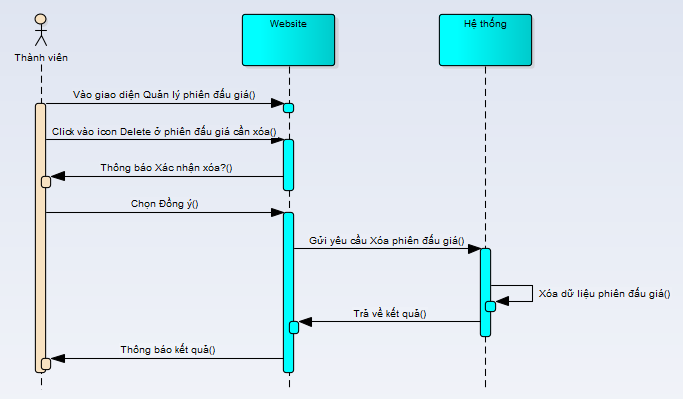 Website
Hệ thống
Thành viên
Vào giao diện Quản lý phiên đấu giá()
Click vào icon Delete ở phiên đấu giá cần xóa()
Thông báo Xác nhận xóa?()
Chọn Đồng ý()
Gửi yêu cầu Xóa phiên đấu giá()
Xóa dữ liệu phiên đấu giá()
Trả về kết quả()
Thông báo kết quả()